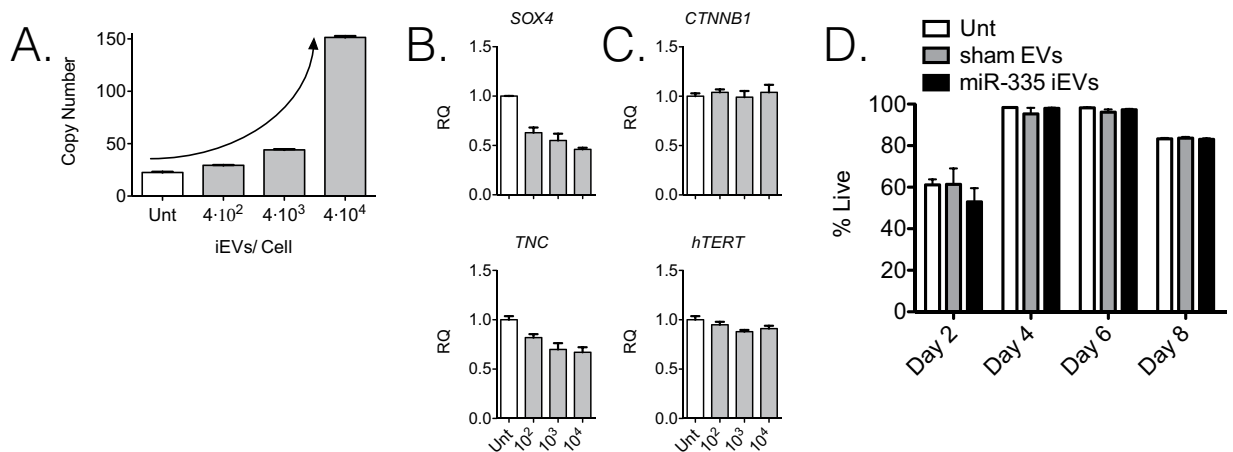 A.
Copy Number
150
100
50
0
Unt 4·10² 4·10³ 4·10⁴
iEVs/ Cell
B.
SOX4
RQ
1.5
1.0
0.5
0.0
TNC
RQ
1.5
1.0
0.5
0.0
Unt 10² 10³ 10⁴
C.
CTNNB1
RQ
1.5
1.0
0.5
0.0
hTERT
RQ
1.5
1.0
0.5
0.0
Unt 10² 10³ 10⁴
D.
Unt
sham EVs
miR-335 iEVs
% Live
100
80
60
40
20
0
Day 2 Day 4 Day 6 Day 8